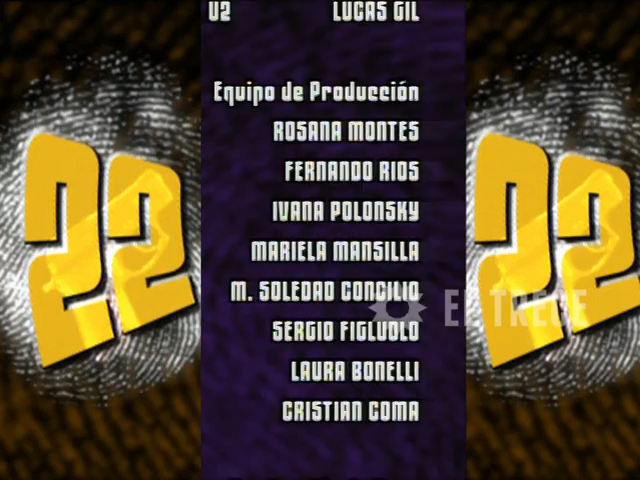 V2 LUCAS GIL
Equipo de Producción
ROSANA MONTES
FERNANDO RIOS
IVANA POLONSKY
MARIELA MANSILLA
M. SOLEDAD CONCILIO
SERGIO FIGLUOLO
LAURA BONELLI
CRISTIAN COMA
22
22
EL TRECE